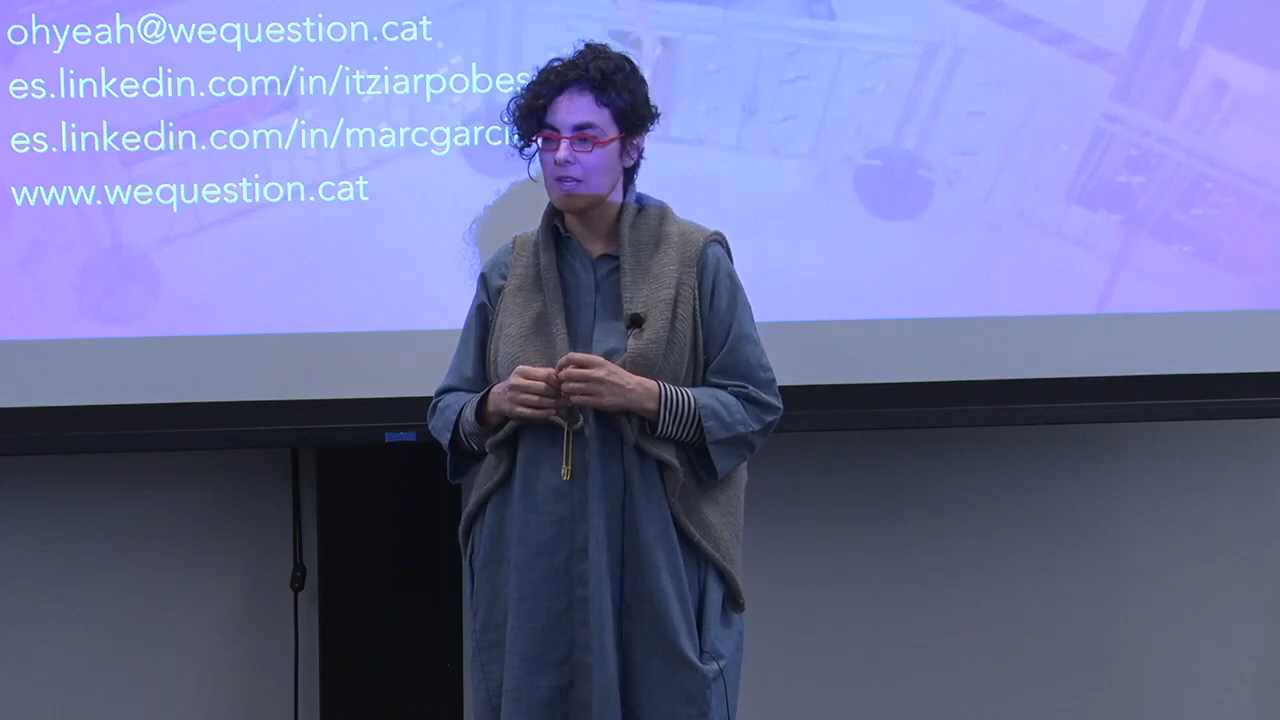 ohyeah@wequestion.cat
es.linkedin.com/in/itziarpobes
es.linkedin.com/in/marcgarci
www.wequestion.cat